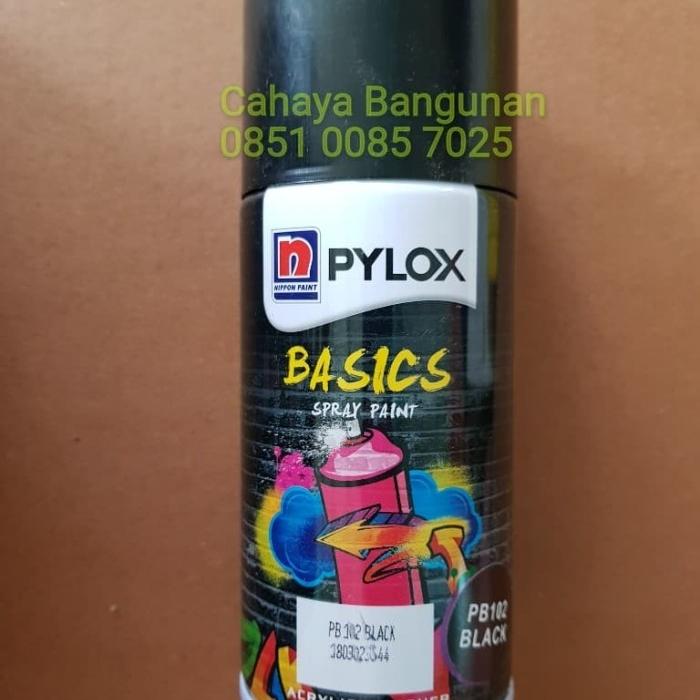 Cahaya Bangunan
0851 0085 7025
n
NIPPON PAINT
PYLOX
BASICS
SPRAY PAINT
PB102
BLACK
PB 102 BLACK